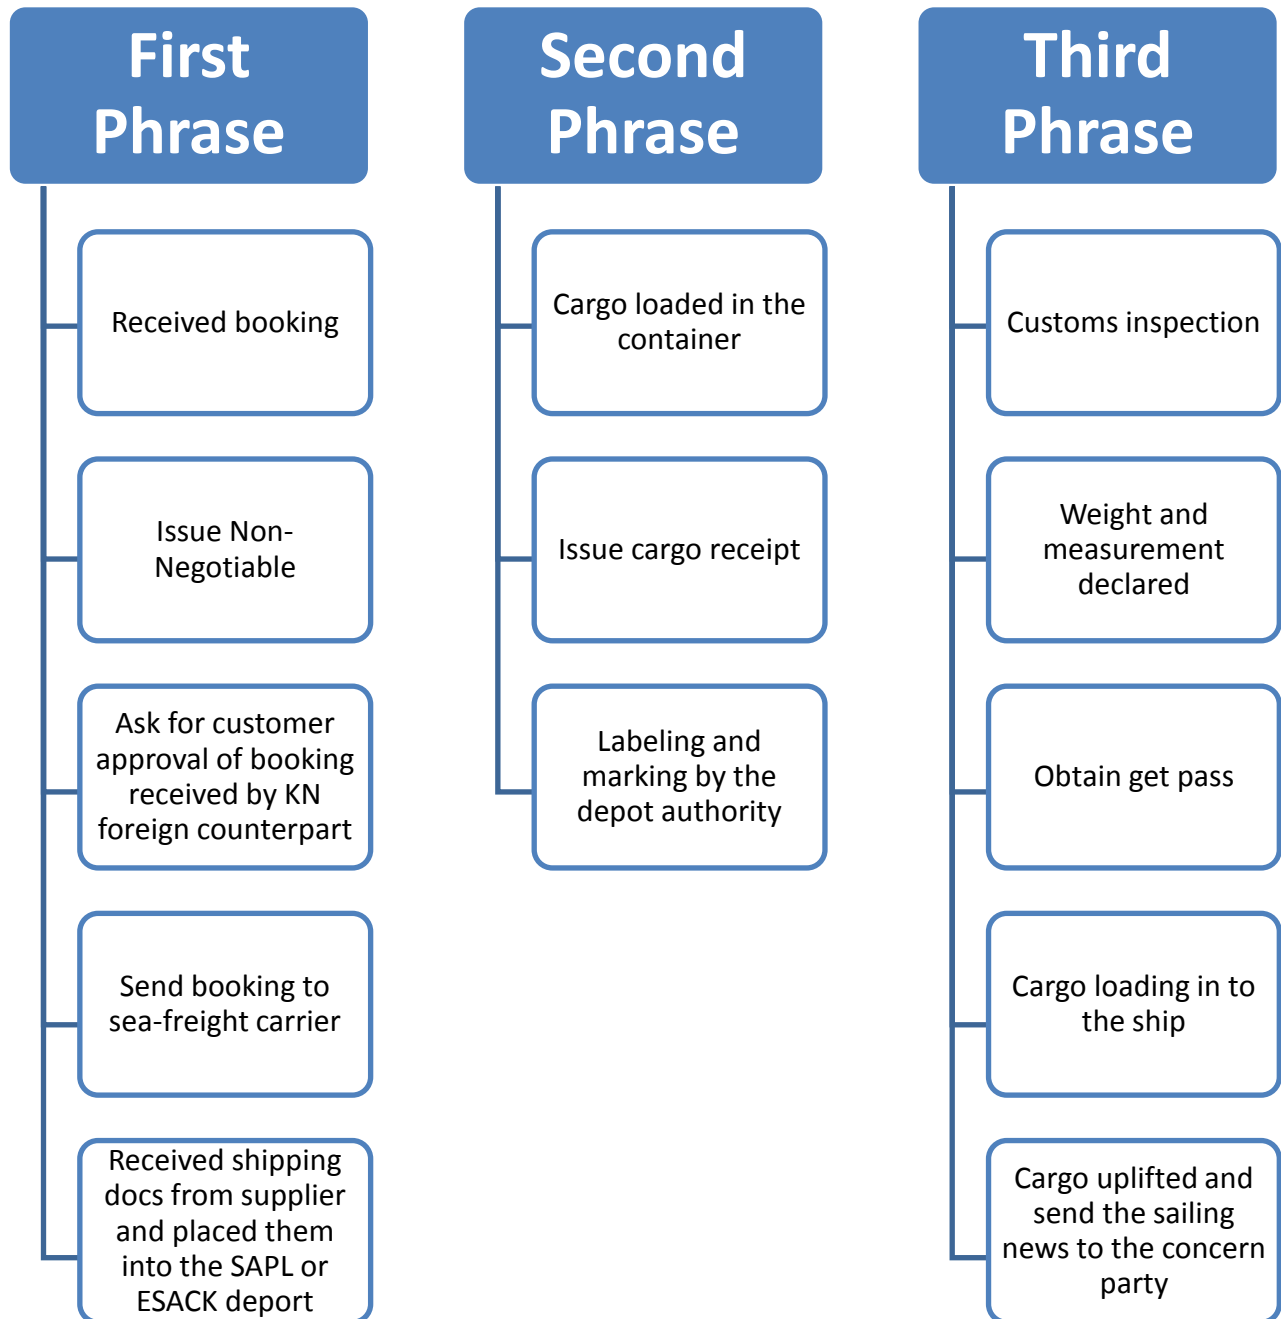 First
Phrase
Received booking
Issue Non-
Negotiable
Ask for customer
approval of booking
received by KN
foreign counterpart
Send booking to
sea-freight carrier
Received shipping
docs from supplier
and placed them
into the SAPL or
ESACK deport
Second
Phrase
Cargo loaded in the
container
Issue cargo receipt
Labeling and
marking by the
depot authority
Third
Phrase
Customs inspection
Weight and
measurement
declared
Obtain get pass
Cargo loading in to
the ship
Cargo uplifted and
send the sailing
news to the concern
party